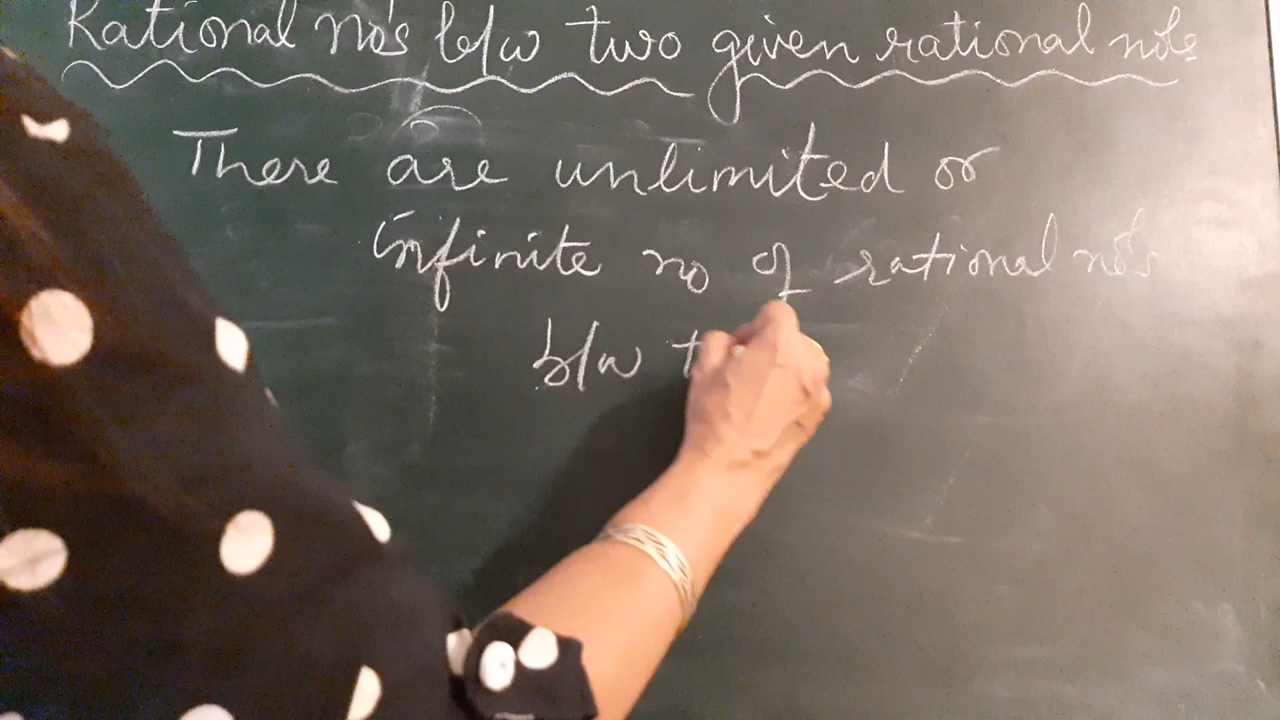 Rational no's b/w two given rational no's
There are unlimited or
infinite no of rational no's
b/w t